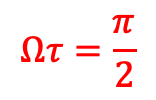 Ωτ = π/2